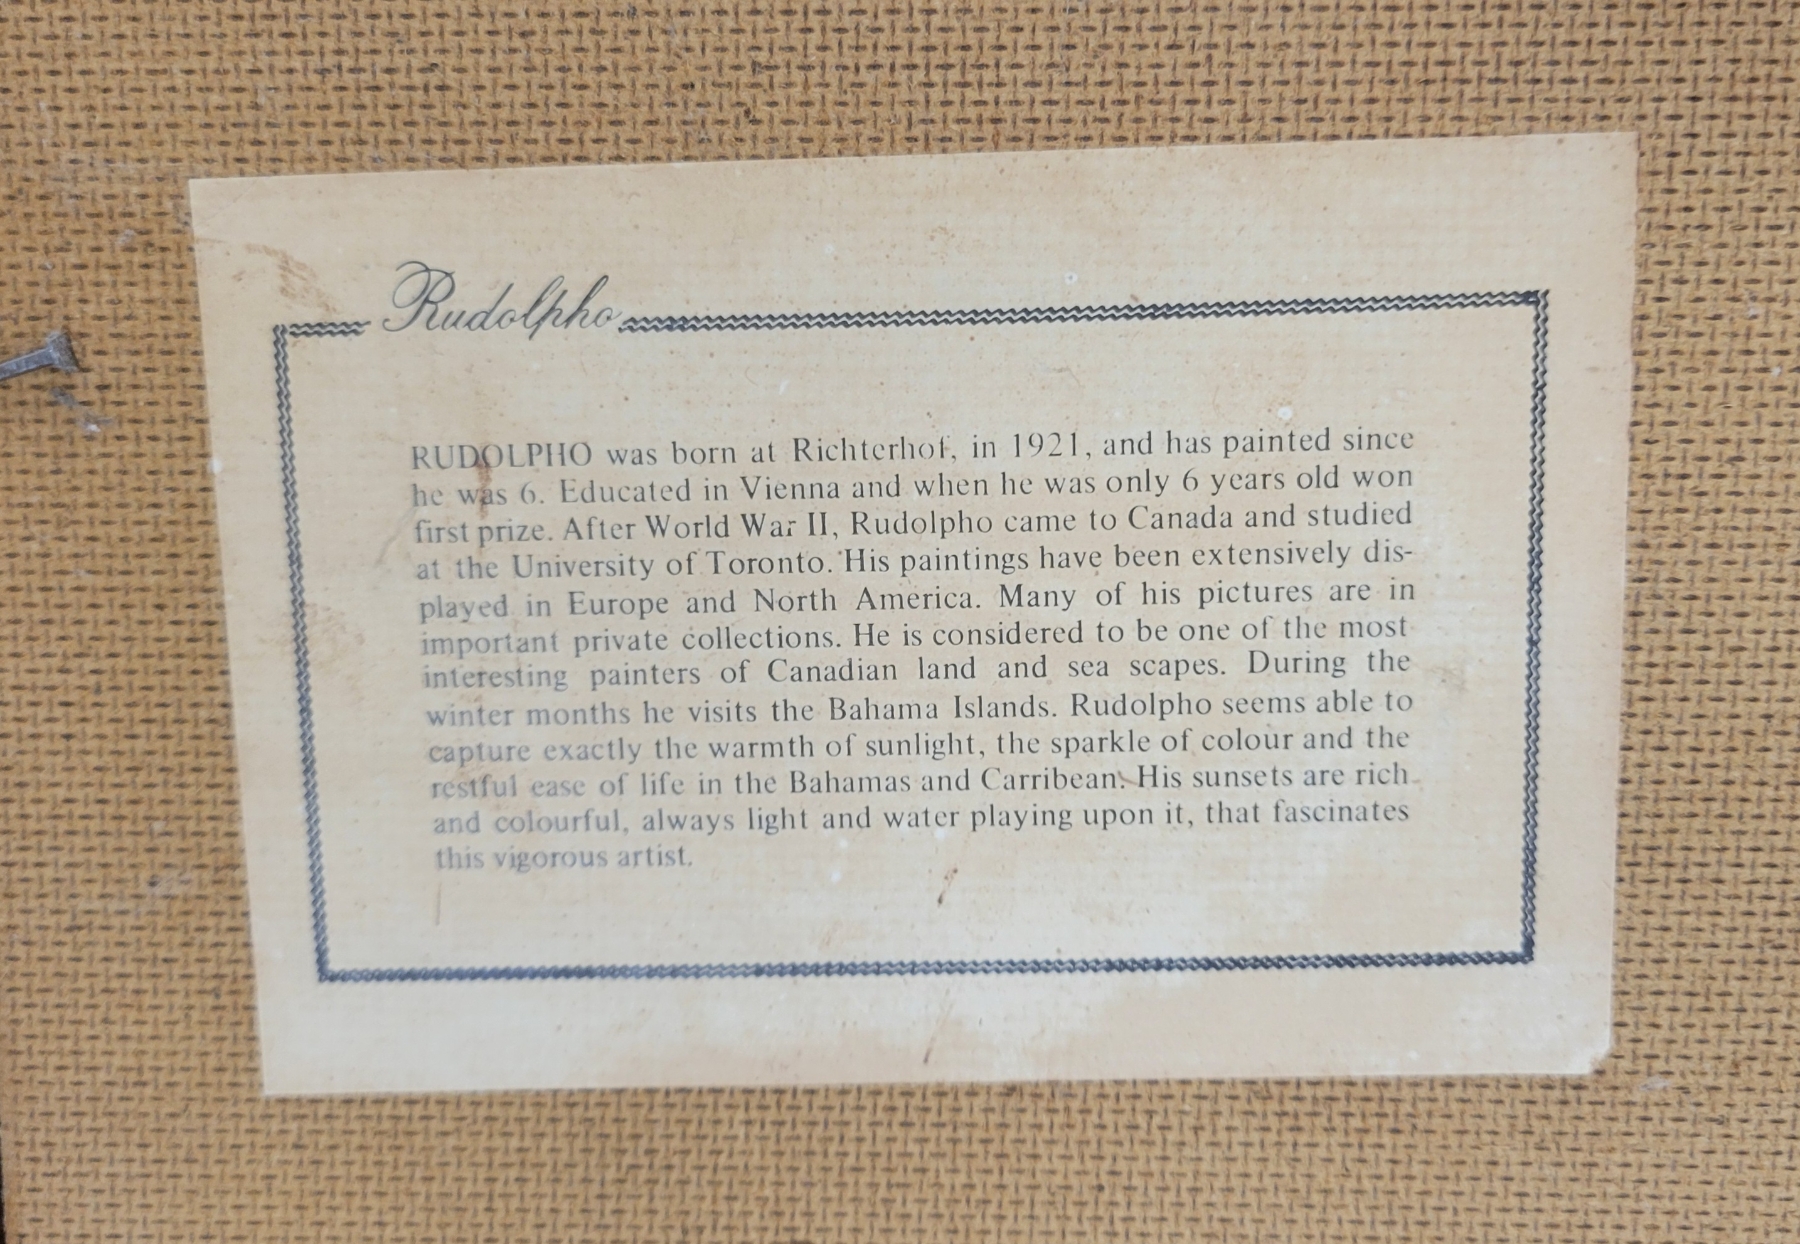 Rudolpho
RUDOLPHO was born at Richterhof, in 1921, and has painted since
he was 6. Educated in Vienna and when he was only 6 years old won
first prize. After World War II, Rudolpho came to Canada and studied
at the University of Toronto. His paintings have been extensively dis-
played in Europe and North America. Many of his pictures are in
important private collections. He is considered to be one of the most
interesting painters of Canadian land and sea scapes. During the
winter months he visits the Bahama Islands. Rudolpho seems able to
capture exactly the warmth of sunlight, the sparkle of colour and the
restful ease of life in the Bahamas and Carribean. His sunsets are rich
and colourful, always light and water playing upon it, that fascinates
this vigorous artist.